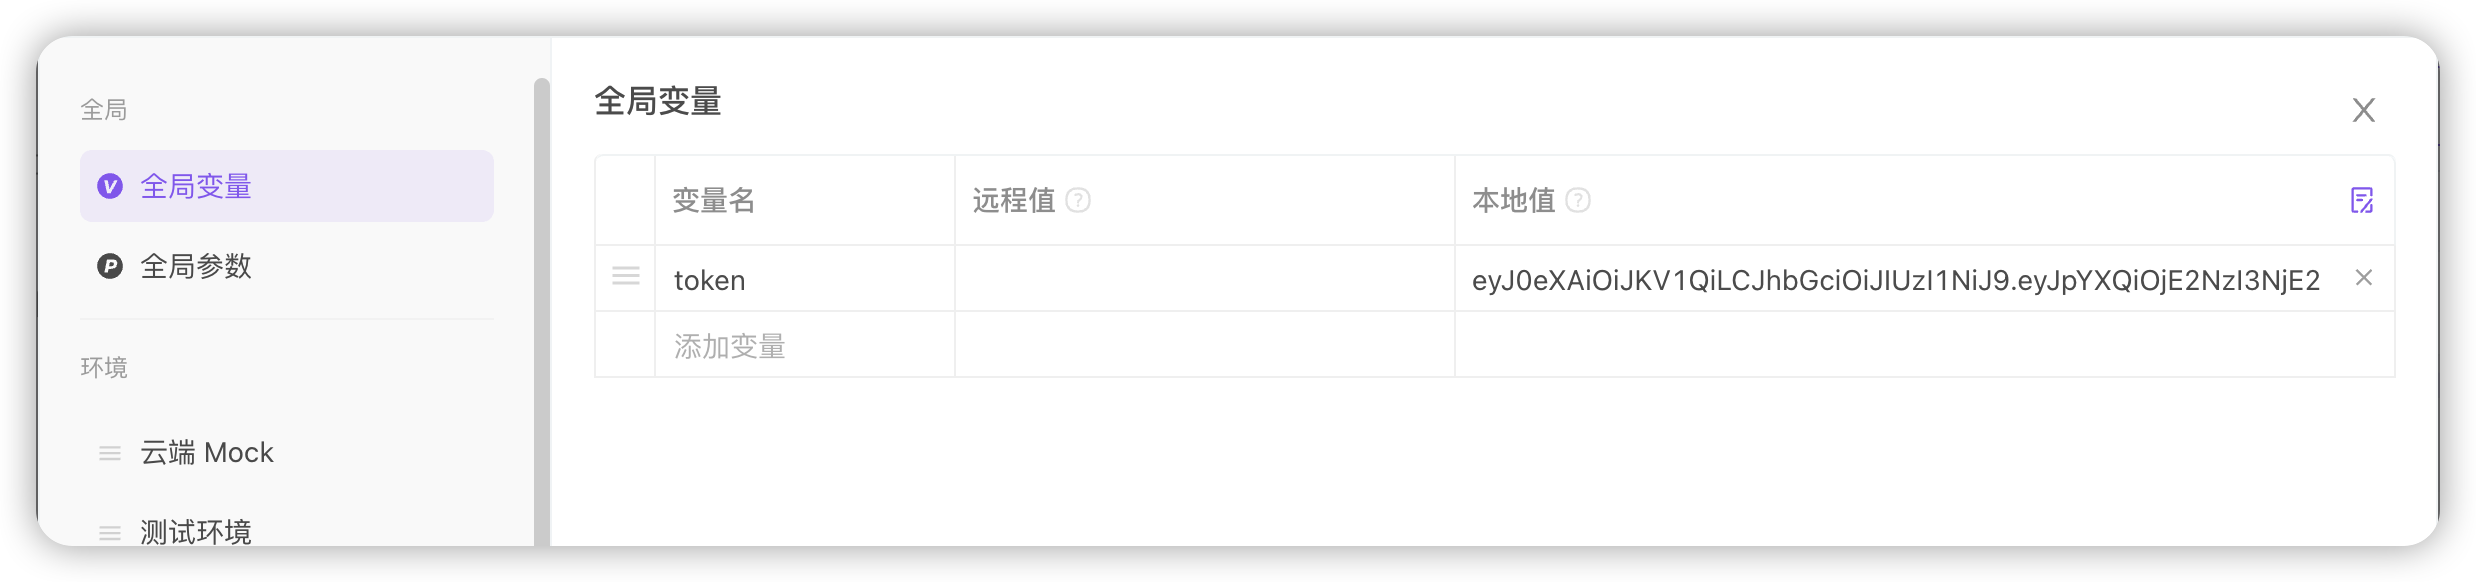 全局
全局变量
全局参数
环境
云端 Mock
测试环境
全局变量
变量名 远程值 本地值
token eyJ0eXAiOiJKV1QiLCJhbGciOiJIUzI1NiJ9.eyJpYXQiOjE2NzI3NjE2
添加变量